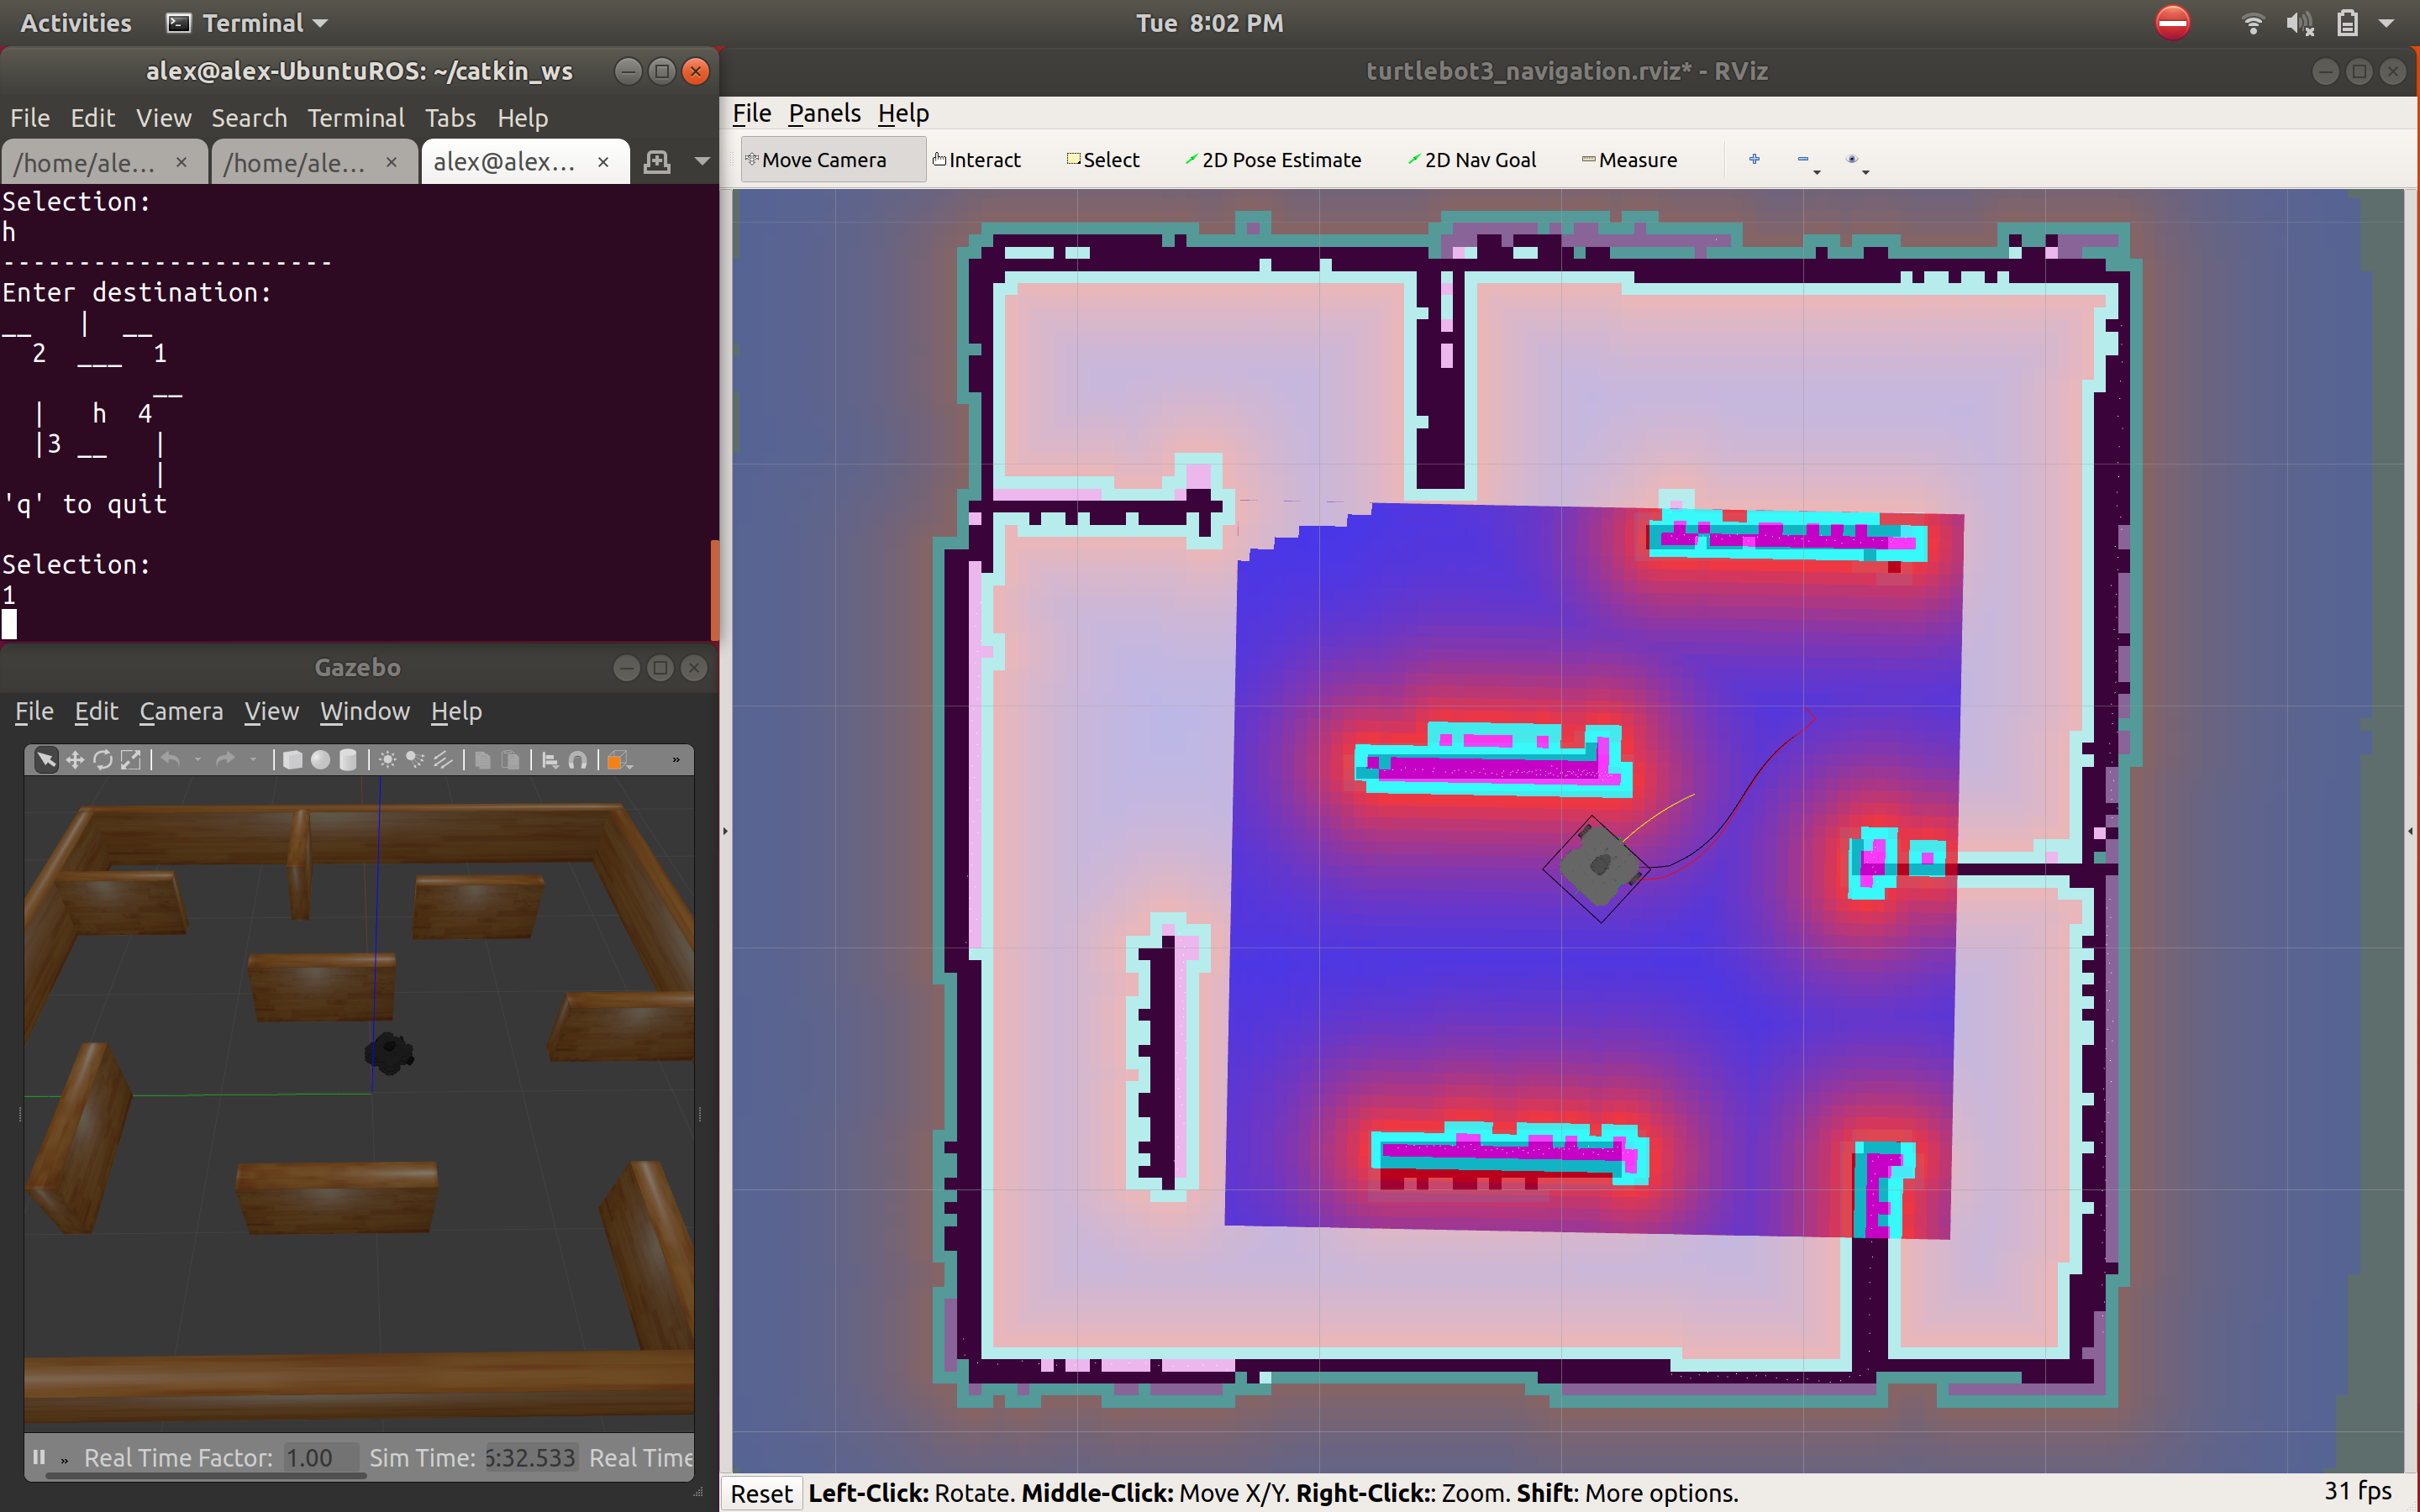 Activities Terminal Tue 8:02 PM
alex@alex-UbuntuROS: ~/catkin_ws
File Edit View Search Terminal Tabs Help
/home/ale... × /home/ale... × alex@alex... ×
Selection:
h
----------------------
Enter destination:
__   |  __
  2  ___  1
          __
  |   h  4
  |3 __   |
          |
'q' to quit
Selection:
1
Gazebo
File Edit Camera View Window Help
»
» Real Time Factor: 1.00 Sim Time: 6:32.533 Real Time
turtlebot3_navigation.rviz* - RViz
File Panels Help
Move Camera Interact Select 2D Pose Estimate 2D Nav Goal Measure
Reset Left-Click: Rotate. Middle-Click: Move X/Y. Right-Click:: Zoom. Shift: More options. 31 fps